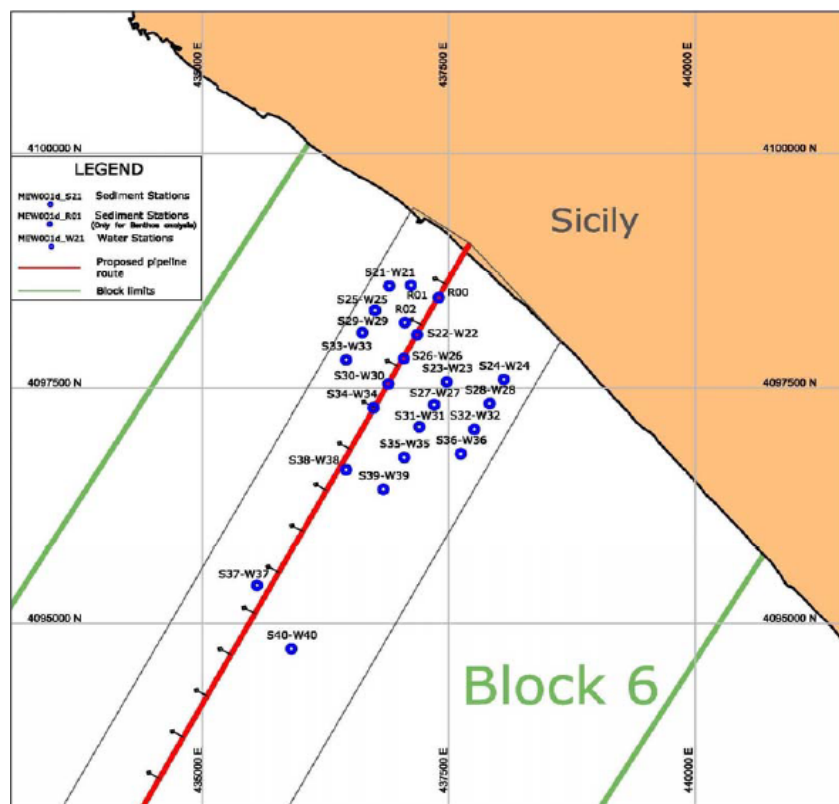 435000 E
437500 E
440000 E
4100000 N
4100000 N
LEGEND
MEW001d_S21 Sediment Stations
MEW001d_R01 Sediment Stations
(Only for Benthos analysis)
MEW001d_W21 Water Stations
Proposed pipeline
route
Block limits
Sicily
S21-W21
R01
R00
S25-W25
R02
S29-W29
S22-W22
S33-W33
S26-W26
S23-W23
S24-W24
4097500 N
4097500 N
S30-W30
S27-W27
S28-W28
S34-W34
S31-W31
S32-W32
S35-W35
S36-W36
S38-W38
S39-W39
S37-W37
4095000 N
4095000 N
S40-W40
Block 6
435000 E
437500 E
440000 E